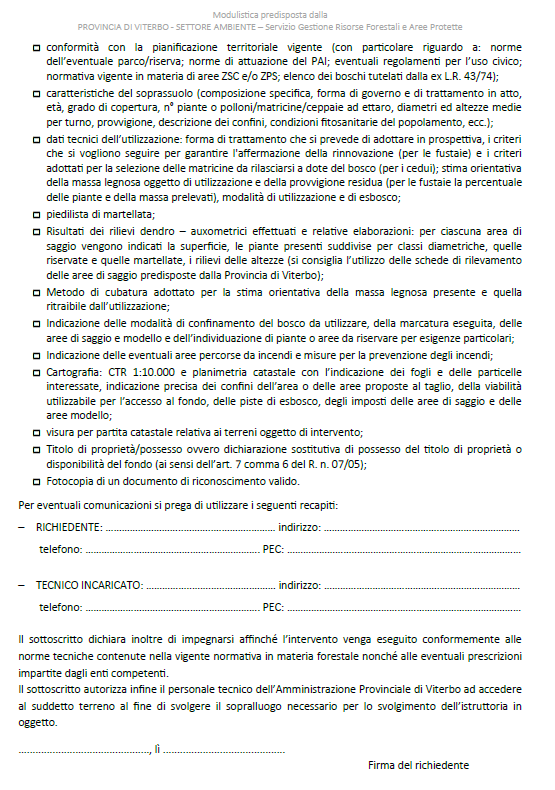 Modulistica predisposta dalla
PROVINCIA DI VITERBO - SETTORE AMBIENTE – Servizio Gestione Risorse Forestali e Aree Protette
□ conformità con la pianificazione territoriale vigente (con particolare riguardo a: norme
dell'eventuale parco/riserva; norme di attuazione del PAI; eventuali regolamenti per l'uso civico;
normativa vigente in materia di aree ZSC e/o ZPS; elenco dei boschi tutelati dalla ex L.R. 43/74);
□ caratteristiche del soprassuolo (composizione specifica, forma di governo e di trattamento in atto,
età, grado di copertura, n° piante o polloni/matricine/ceppaie ad ettaro, diametri ed altezze medie
per turno, provvigione, descrizione dei confini, condizioni fitosanitarie del popolamento, ecc.);
□ dati tecnici dell'utilizzazione: forma di trattamento che si prevede di adottare in prospettiva, i criteri
che si vogliono seguire per garantire l'affermazione della rinnovazione (per le fustaie) e i criteri
adottati per la selezione delle matricine da rilasciarsi a dote del bosco (per i cedui); stima orientativa
della massa legnosa oggetto di utilizzazione e della provvigione residua (per le fustaie la percentuale
delle piante e della massa prelevati), modalità di utilizzazione e di esbosco;
□ piedilista di martellata;
□ Risultati dei rilievi dendro – auxometrici effettuati e relative elaborazioni: per ciascuna area di
saggio vengono indicati la superficie, le piante presenti suddivise per classi diametriche, quelle
riservate e quelle martellate, i rilievi delle altezze (si consiglia l'utilizzo delle schede di rilevamento
delle aree di saggio predisposte dalla Provincia di Viterbo);
□ Metodo di cubatura adottato per la stima orientativa della massa legnosa presente e quella
ritraibile dall'utilizzazione;
□ Indicazione delle modalità di confinamento del bosco da utilizzare, della marcatura eseguita, delle
aree di saggio e modello e dell'individuazione di piante o aree da riservare per esigenze particolari;
□ Indicazione delle eventuali aree percorse da incendi e misure per la prevenzione degli incendi;
□ Cartografia: CTR 1:10.000 e planimetria catastale con l'indicazione dei fogli e delle particelle
interessate, indicazione precisa dei confini dell'area o delle aree proposte al taglio, della viabilità
utilizzabile per l'accesso al fondo, delle piste di esbosco, degli imposti delle aree di saggio e delle
aree modello;
□ visura per partita catastale relativa ai terreni oggetto di intervento;
□ Titolo di proprietà/possesso ovvero dichiarazione sostitutiva di possesso del titolo di proprietà o
disponibilità del fondo (ai sensi dell'art. 7 comma 6 del R. n. 07/05);
□ Fotocopia di un documento di riconoscimento valido.
Per eventuali comunicazioni si prega di utilizzare i seguenti recapiti:
– RICHIEDENTE: ................................................ indirizzo: ................................................
telefono: ................................................ PEC: ................................................
– TECNICO INCARICATO: ................................................ indirizzo: ................................................
telefono: ................................................ PEC: ................................................
Il sottoscritto dichiara inoltre di impegnarsi affinché l'intervento venga eseguito conformemente alle
norme tecniche contenute nella vigente normativa in materia forestale nonché alle eventuali prescrizioni
impartite dagli enti competenti.
Il sottoscritto autorizza infine il personale tecnico dell'Amministrazione Provinciale di Viterbo ad accedere
al suddetto terreno al fine di svolgere il sopralluogo necessario per lo svolgimento dell'istruttoria in
oggetto.
................................................, lì ................................................
Firma del richiedente